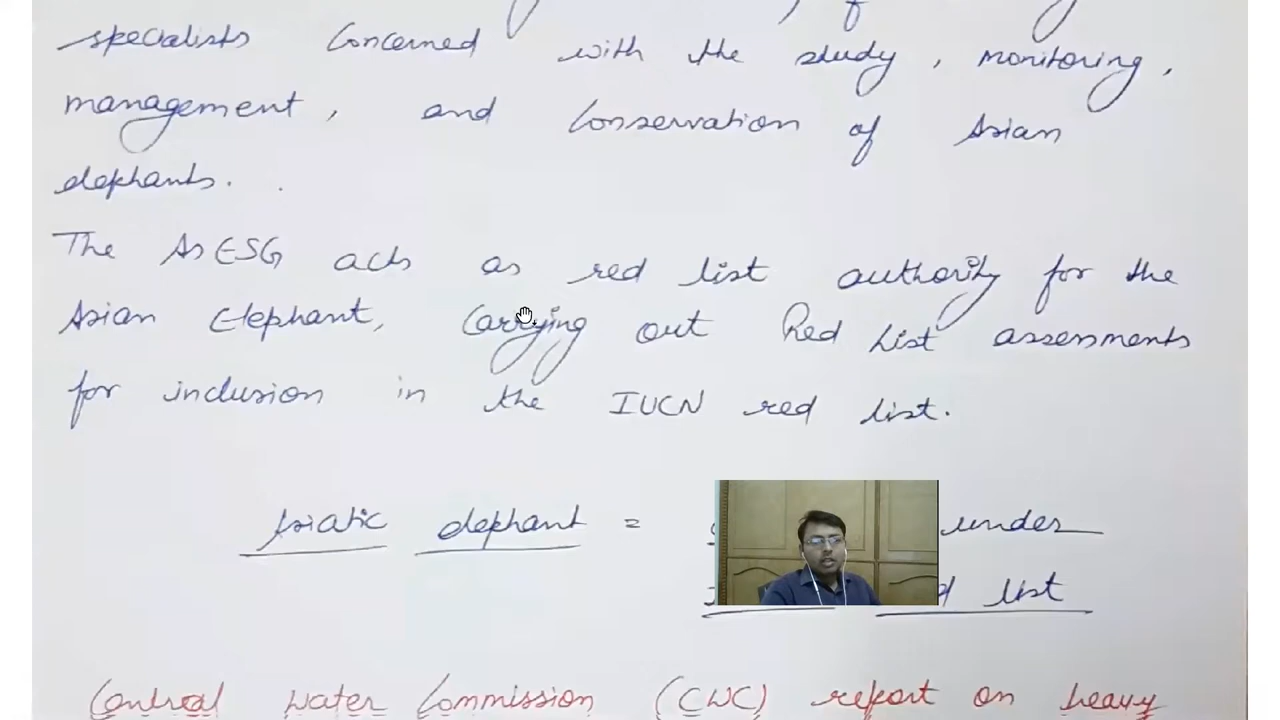 specialists concerned with the study, monitoring,
management, and conservation of Asian
elephants.
The AsESG acts as red list authority for the
Asian Elephant, Carrying out Red List assessments
for inclusion in the IUCN red list.
Asiatic elephant = under
list
Central Water Commission (CWC) report on heavy